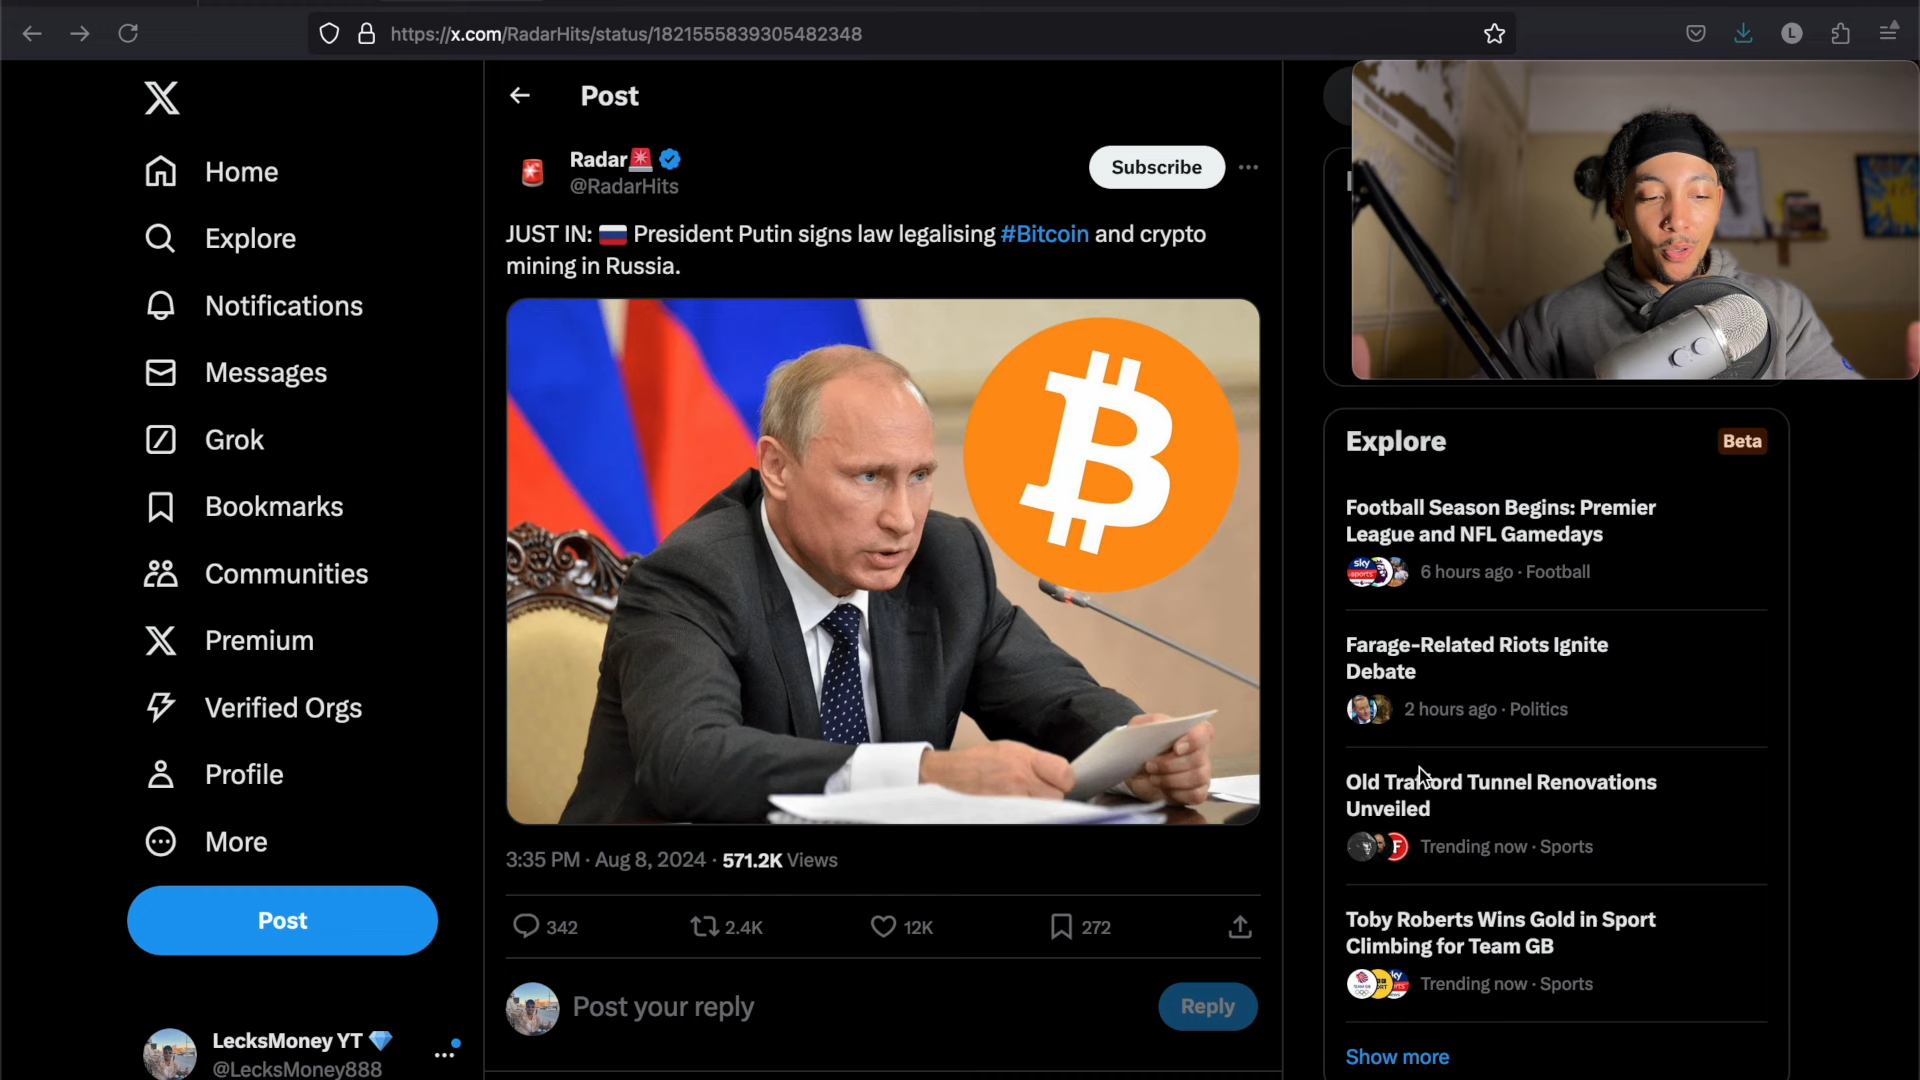 https://x.com/RadarHits/status/1821555839305482348
Home
Explore
Notifications
Messages
Grok
Bookmarks
Communities
Premium
Verified Orgs
Profile
More
Post
LecksMoney YT
@LecksMoney888
Post
Radar
@RadarHits
Subscribe
JUST IN: President Putin signs law legalising #Bitcoin and crypto
mining in Russia.
3:35 PM · Aug 8, 2024 · 571.2K Views
342
2.4K
12K
272
Post your reply
Reply
L
Explore
Beta
Football Season Begins: Premier
League and NFL Gamedays
sky
sports
6 hours ago · Football
Farage-Related Riots Ignite
Debate
2 hours ago · Politics
Old Trafford Tunnel Renovations
Unveiled
F
Trending now · Sports
Toby Roberts Wins Gold in Sport
Climbing for Team GB
Trending now · Sports
Show more